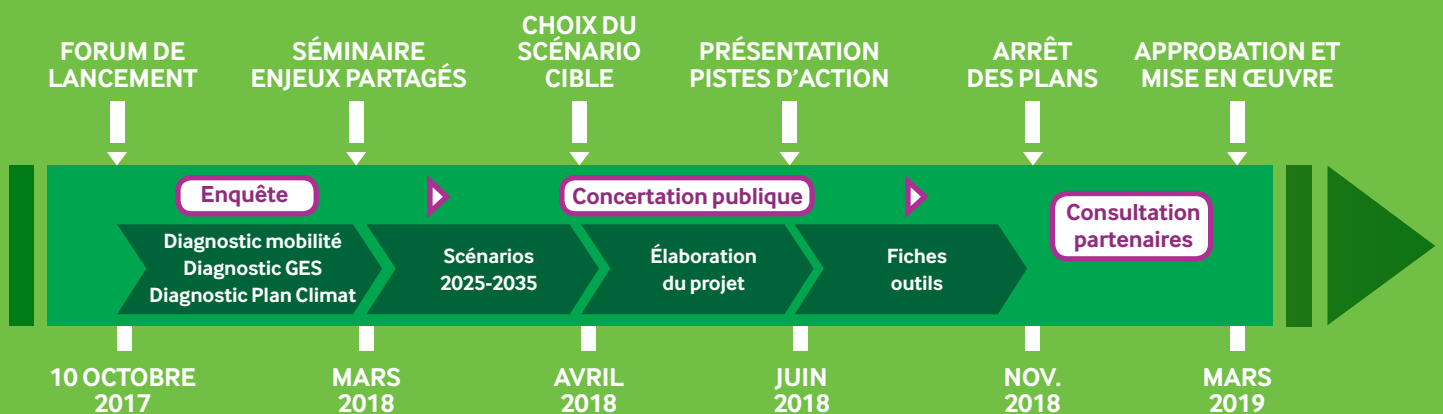 FORUM DE
LANCEMENT
SÉMINAIRE
ENJEUX PARTAGÉS
CHOIX DU
SCÉNARIO
CIBLE
PRÉSENTATION
PISTES D'ACTION
ARRÊT
DES PLANS
APPROBATION ET
MISE EN ŒUVRE
Enquête
Concertation publique
Consultation
partenaires
Diagnostic mobilité
Diagnostic GES
Diagnostic Plan Climat
Scénarios
2025-2035
Élaboration
du projet
Fiches
outils
10 OCTOBRE
2017
MARS
2018
AVRIL
2018
JUIN
2018
NOV.
2018
MARS
2019